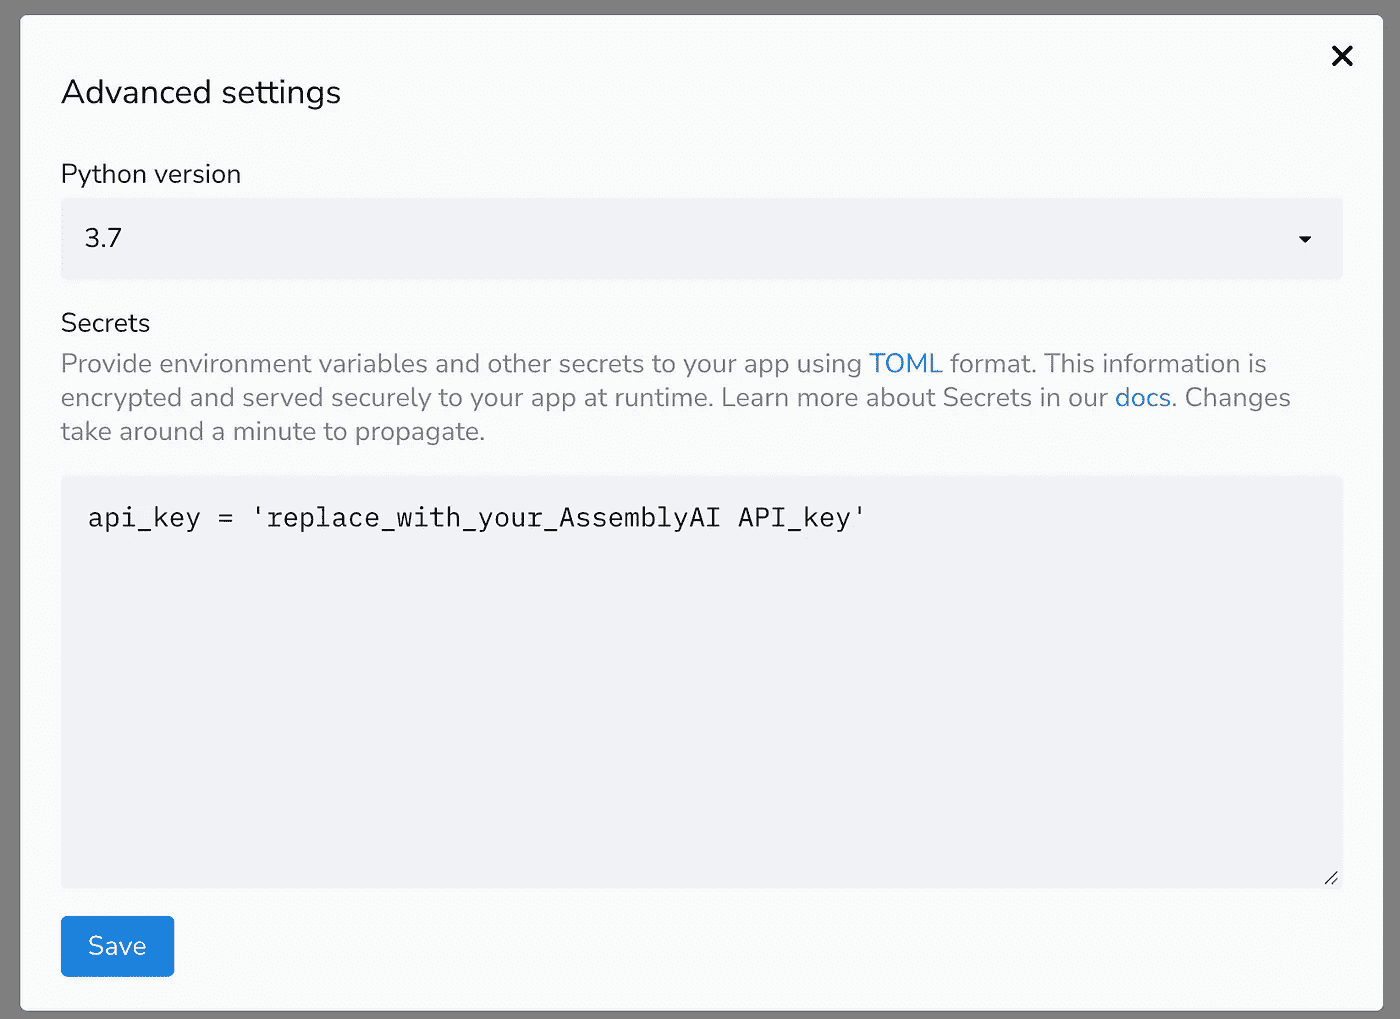 Advanced settings
Python version
3.7
Secrets
Provide environment variables and other secrets to your app using TOML format. This information is
encrypted and served securely to your app at runtime. Learn more about Secrets in our docs. Changes
take around a minute to propagate.
api_key = 'replace_with_your_AssemblyAI API_key'
Save